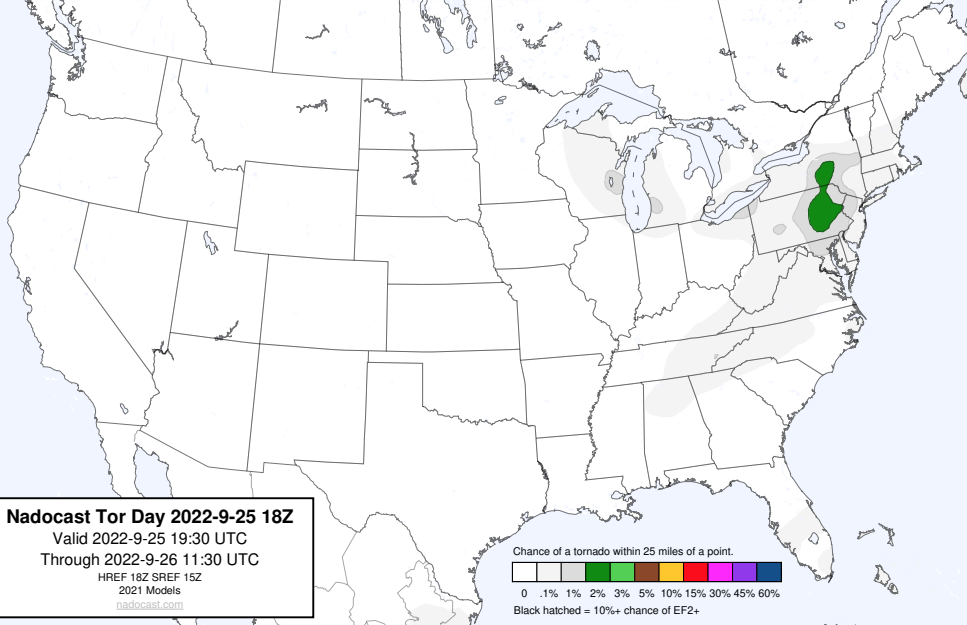 Nadocast Tor Day 2022-9-25 18Z
Valid 2022-9-25 19:30 UTC
Through 2022-9-26 11:30 UTC
HREF 18Z SREF 15Z
2021 Models
nadocast.com
Chance of a tornado within 25 miles of a point.
0 .1% 1% 2% 3% 5% 10% 15% 30% 45% 60%
Black hatched = 10%+ chance of EF2+